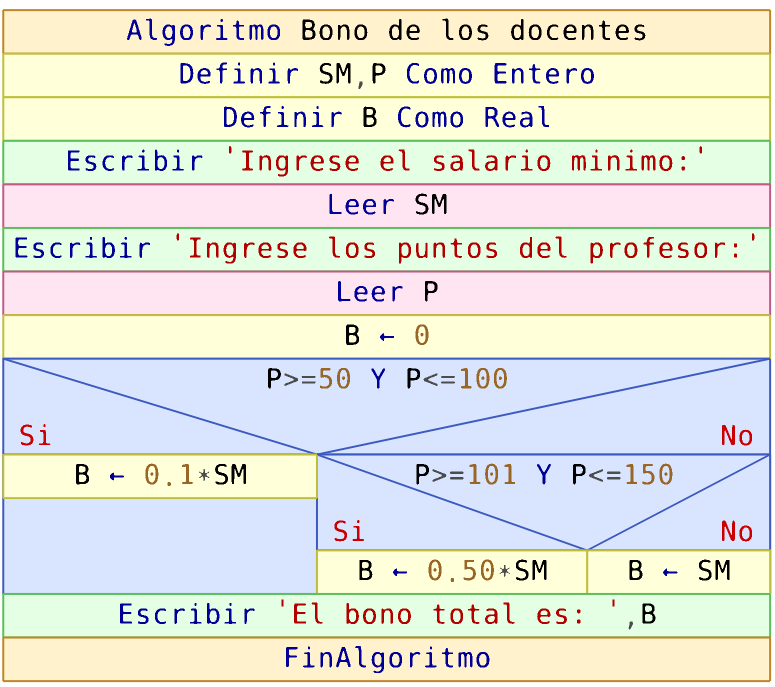 Algoritmo Bono de los docentes
Definir SM,P Como Entero
Definir B Como Real
Escribir 'Ingrese el salario minimo:'
Leer SM
Escribir 'Ingrese los puntos del profesor:'
Leer P
B ← 0
P>=50 Y P<=100
Si
No
B ← 0.1*SM
P>=101 Y P<=150
Si
No
B ← 0.50*SM
B ← SM
Escribir 'El bono total es: ',B
FinAlgoritmo